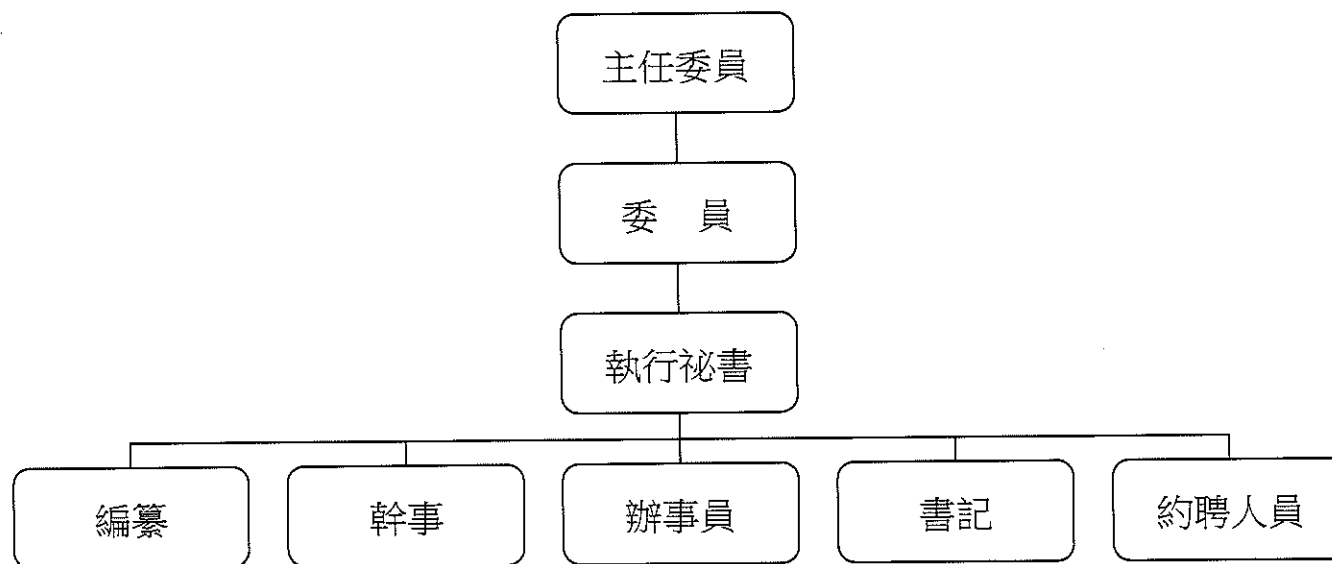 主任委員
委　員
執行祕書
編纂
幹事
辦事員
書記
約聘人員